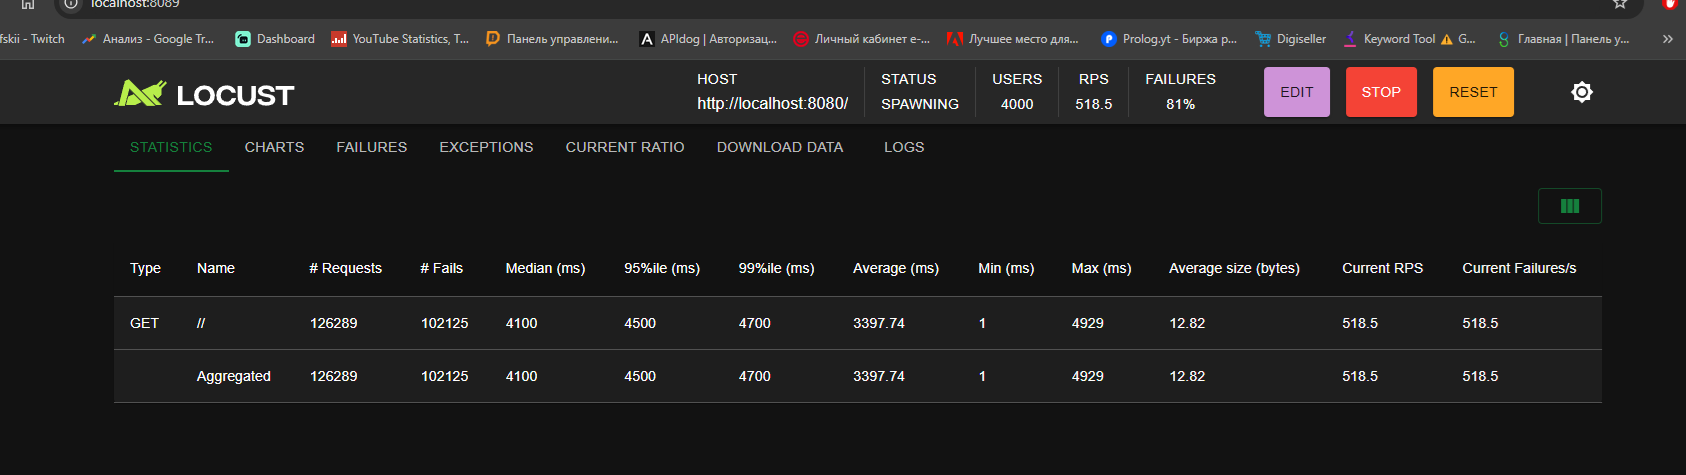 localhost:8089
fskii - Twitch Анализ - Google Tr... Dashboard YouTube Statistics, T... Панель управлени... APIdog | Авторизац... Личный кабинет е-... Лучшее место для... Prolog.yt - Биржа р... Digiseller Keyword Tool ⚠ G... Главная | Панель у... »
LOCUST
HOST STATUS USERS RPS FAILURES
http://localhost:8080/ SPAWNING 4000 518.5 81%
EDIT STOP RESET
STATISTICS CHARTS FAILURES EXCEPTIONS CURRENT RATIO DOWNLOAD DATA LOGS
Type Name # Requests # Fails Median (ms) 95%ile (ms) 99%ile (ms) Average (ms) Min (ms) Max (ms) Average size (bytes) Current RPS Current Failures/s
GET // 126289 102125 4100 4500 4700 3397.74 1 4929 12.82 518.5 518.5
Aggregated 126289 102125 4100 4500 4700 3397.74 1 4929 12.82 518.5 518.5